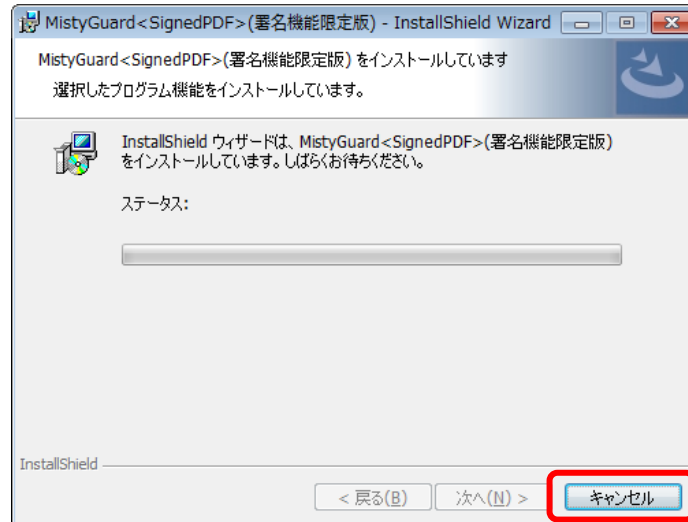 MistyGuard<SignedPDF>(署名機能限定版) - InstallShield Wizard
MistyGuard<SignedPDF>(署名機能限定版) をインストールしています
選択したプログラム機能をインストールしています。
InstallShield ウィザードは、MistyGuard<SignedPDF>(署名機能限定版)
をインストールしています。しばらくお待ちください。
ステータス:
InstallShield
< 戻る(B)
次へ(N) >
キャンセル